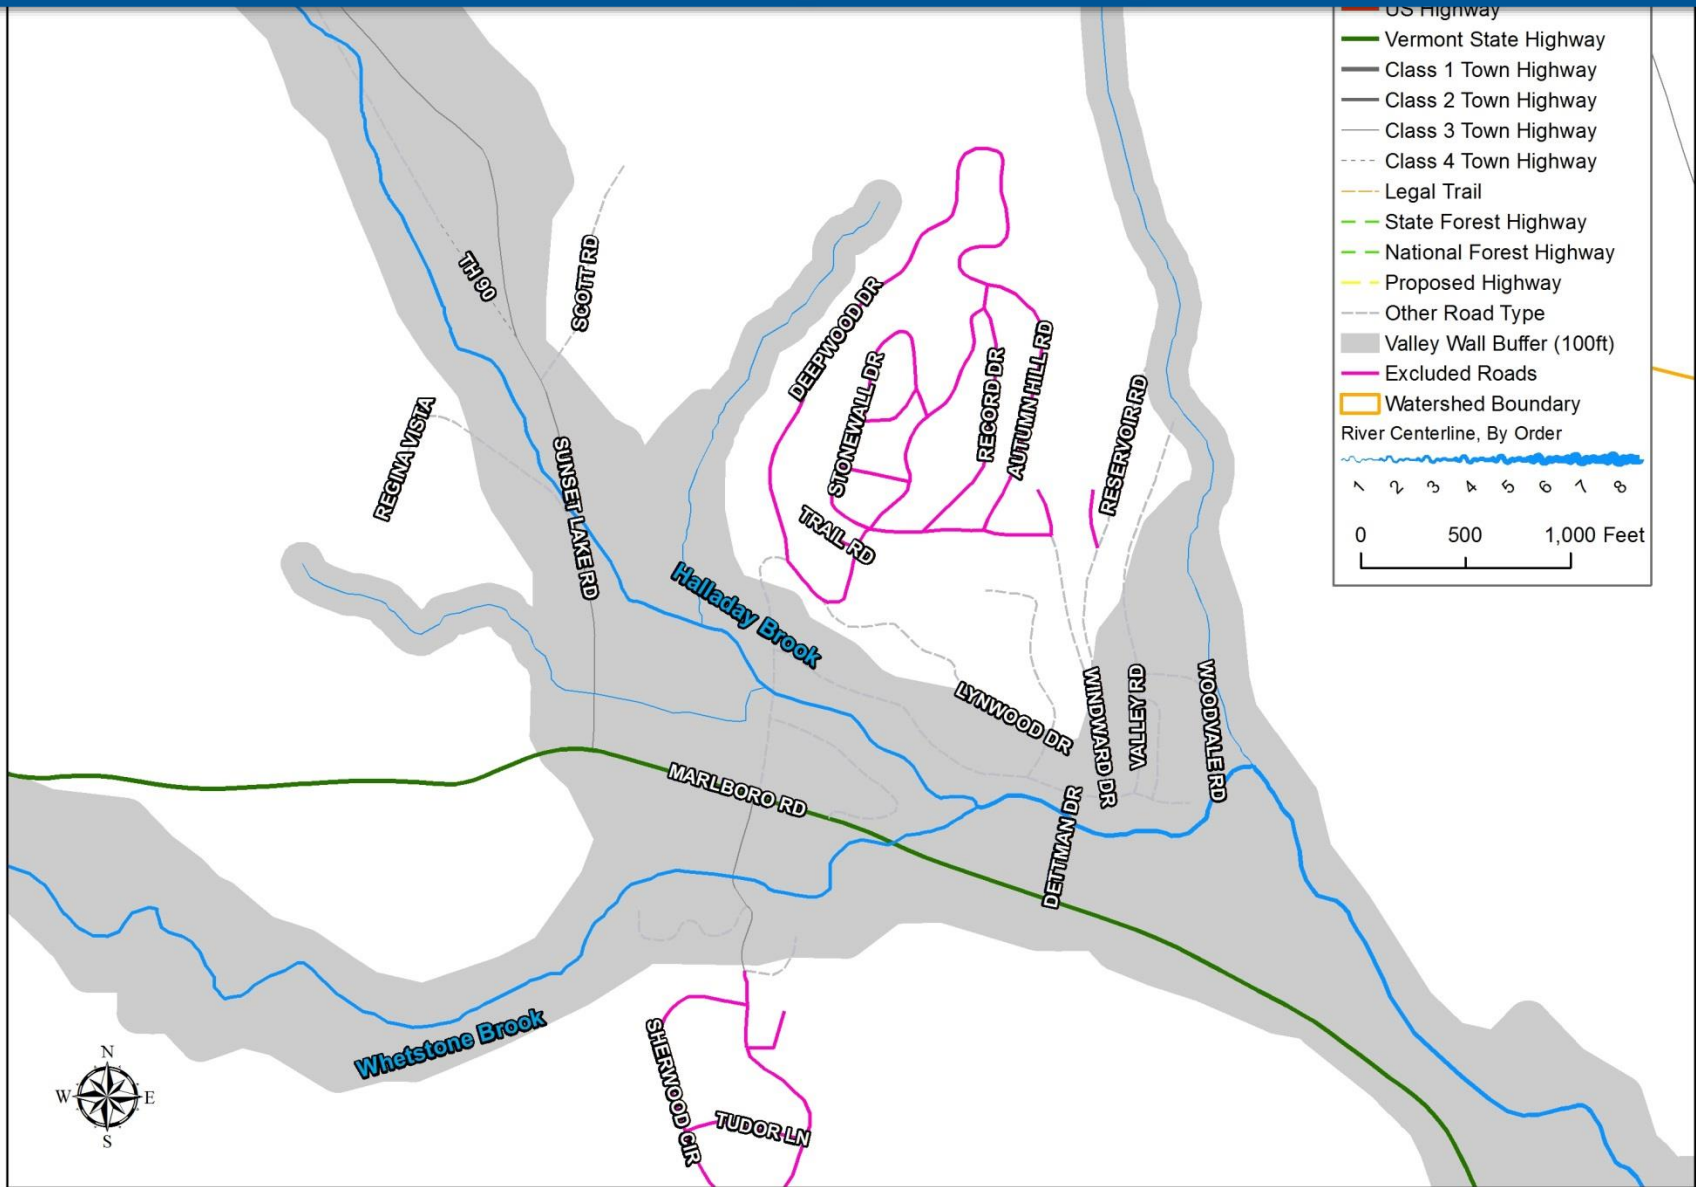 US Highway
Vermont State Highway
Class 1 Town Highway
Class 2 Town Highway
Class 3 Town Highway
Class 4 Town Highway
Legal Trail
State Forest Highway
National Forest Highway
Proposed Highway
Other Road Type
Valley Wall Buffer (100ft)
Excluded Roads
Watershed Boundary
River Centerline, By Order
1 2 3 4 5 6 7 8
0 500 1,000 Feet
TH 90
SCOTT RD
REGINA VISTA
SUNSET LAKE RD
DEEPWOOD DR
STONEWALL DR
RECORD DR
AUTUMN HILL RD
RESERVOIR RD
TRAIL RD
Halladay Brook
LYNWOOD DR
WINDWARD DR
VALLEY RD
WOODVALE RD
MARLBORO RD
DETTMAN DR
Whetstone Brook
SHERWOOD CIR
TUDOR LN
N
W E
S